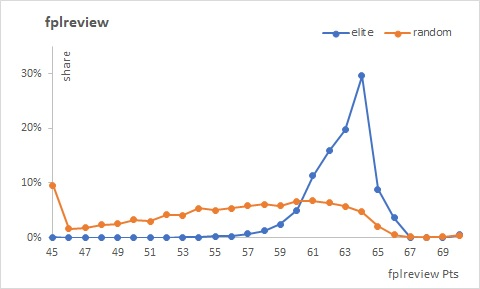 fplreview
elite random
share
30%
20%
10%
0%
45 47 49 51 53 55 57 59 61 63 65 67 69
fplreview Pts